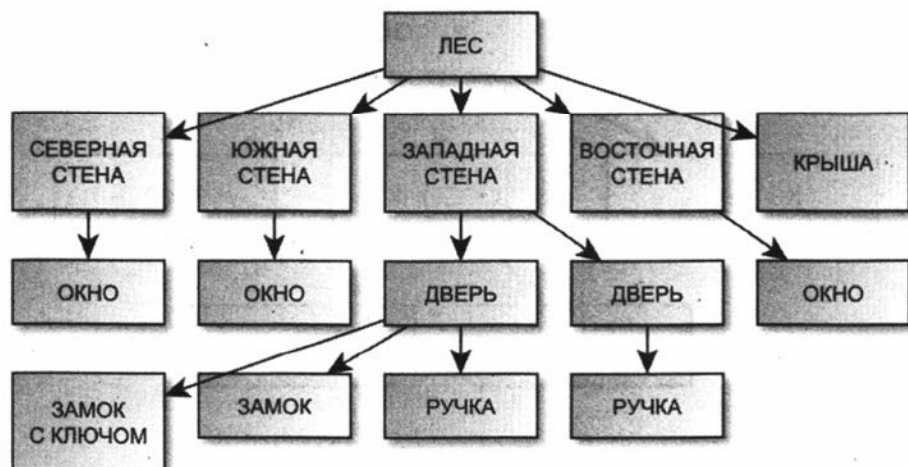 ЛЕС
СЕВЕРНАЯ
СТЕНА
ЮЖНАЯ
СТЕНА
ЗАПАДНАЯ
СТЕНА
ВОСТОЧНАЯ
СТЕНА
КРЫША
ОКНО
ОКНО
ДВЕРЬ
ДВЕРЬ
ОКНО
ЗАМОК
С КЛЮЧОМ
ЗАМОК
РУЧКА
РУЧКА